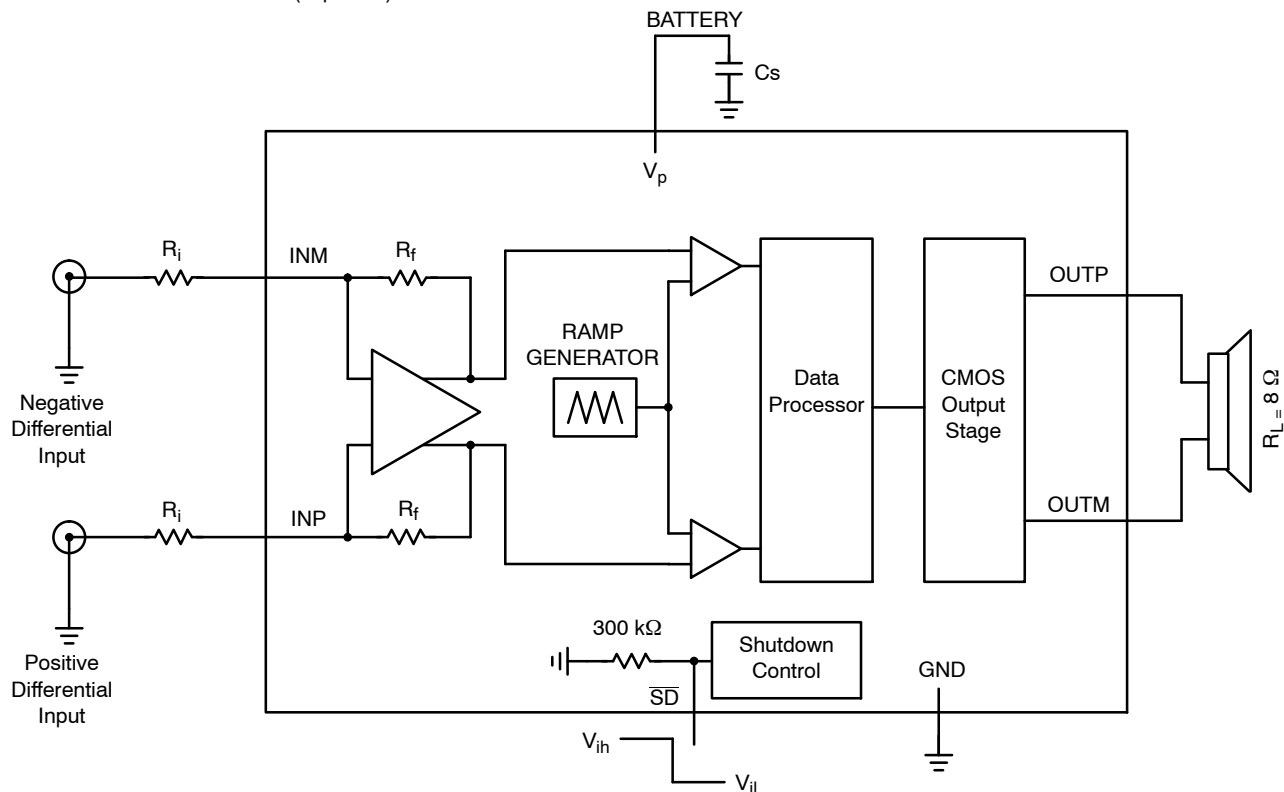 BATTERY
Cs
Vp
Ri
INM
Rf
OUTP
RAMP
GENERATOR
Negative
Differential
Input
Data
Processor
CMOS
Output
Stage
RL = 8 Ω
Ri
INP
Rf
OUTM
300 kΩ
Shutdown
Control
Positive
Differential
Input
SD
GND
Vih
Vil